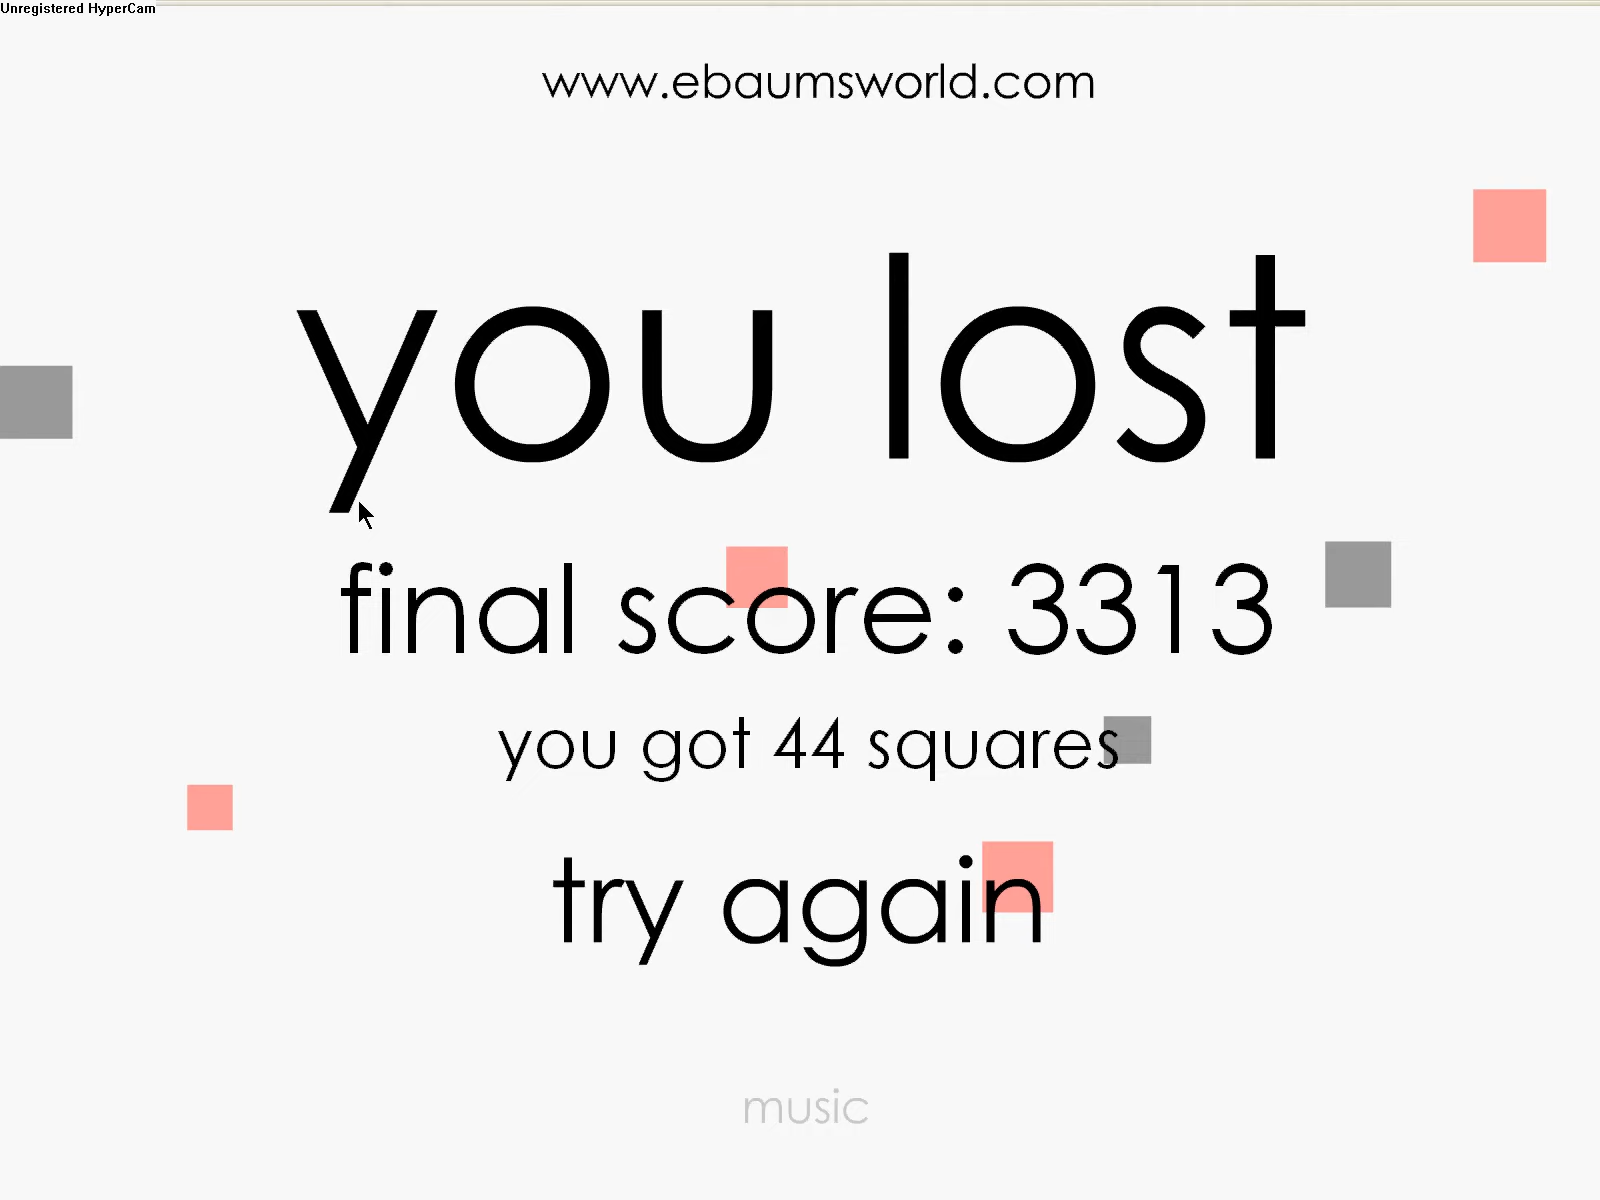 Unregistered HyperCam
www.ebaumsworld.com
you lost
final score: 3313
you got 44 squares
try again
music